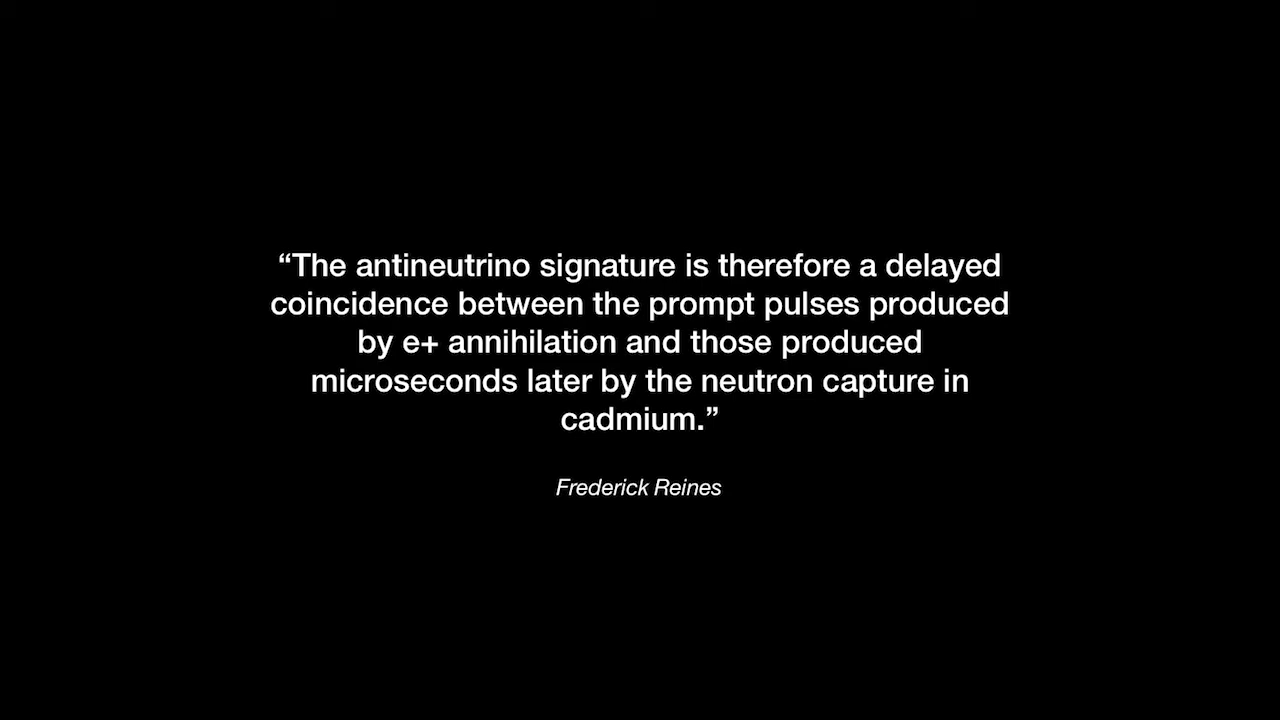 “The antineutrino signature is therefore a delayed
coincidence between the prompt pulses produced
by e+ annihilation and those produced
microseconds later by the neutron capture in
cadmium.”
Frederick Reines